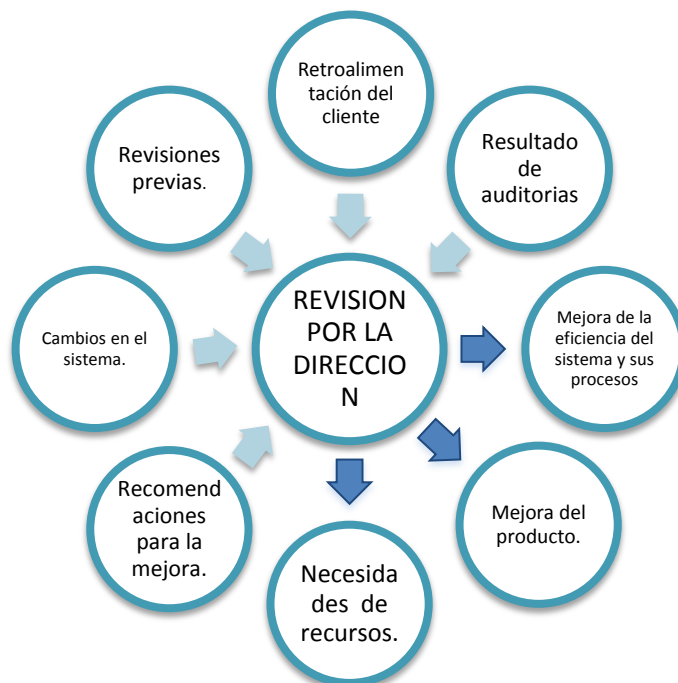 Retroalimen
tación del
cliente
Revisiones
previas.
Resultado
de
auditorias
Cambios en el
sistema.
REVISION
POR LA
DIRECCIO
N
Mejora de la
eficiencia del
sistema y sus
procesos
Recomend
aciones
para la
mejora.
Mejora del
producto.
Necesida
des de
recursos.